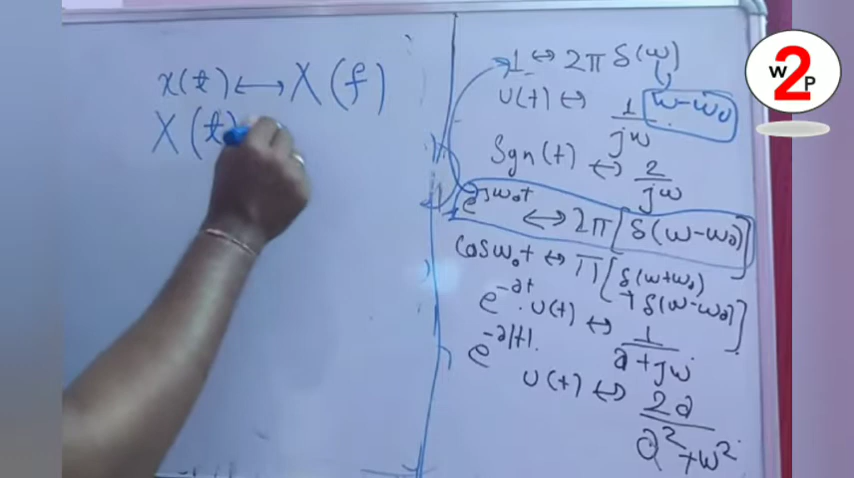 x(t) ↔ X(f)
X(t)
1 ↔ 2π δ(ω)
ω-ω₀
u(t) ↔ 1/jω
Sgn(t) ↔ 2/jω
e^jω₀t ↔ 2π[δ(ω-ω₀)]
cosω₀t ↔ π[δ(ω+ω₀)
+δ(ω-ω₀)]
e^-at . u(t) ↔ 1/a+jω
e^-a|t|.
u(t) ↔ 2a/a²+ω²
W2P